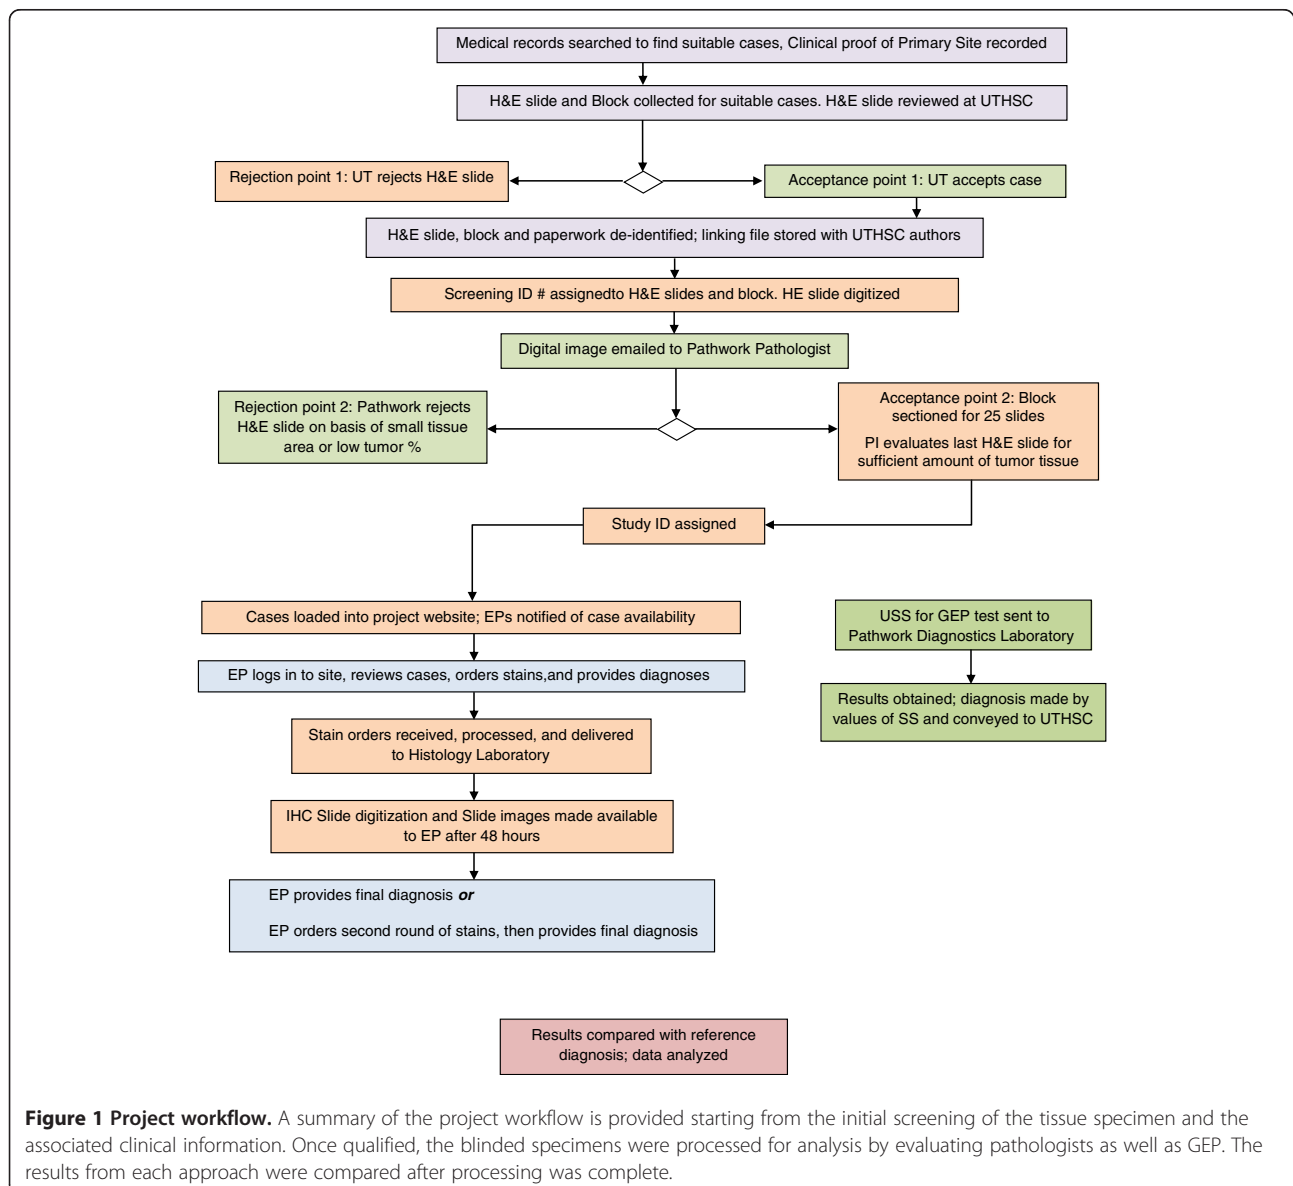 Medical records searched to find suitable cases, Clinical proof of Primary Site recorded
H&E slide and Block collected for suitable cases. H&E slide reviewed at UTHSC
Rejection point 1: UT rejects H&E slide
Acceptance point 1: UT accepts case
H&E slide, block and paperwork de-identified; linking file stored with UTHSC authors
Screening ID # assignedto H&E slides and block. HE slide digitized
Digital image emailed to Pathwork Pathologist
Rejection point 2: Pathwork rejects
H&E slide on basis of small tissue
area or low tumor %
Acceptance point 2: Block
sectioned for 25 slides
PI evaluates last H&E slide for
sufficient amount of tumor tissue
Study ID assigned
Cases loaded into project website; EPs notified of case availability
EP logs in to site, reviews cases, orders stains,and provides diagnoses
Stain orders received, processed, and delivered
to Histology Laboratory
IHC Slide digitization and Slide images made available
to EP after 48 hours
EP provides final diagnosis or
EP orders second round of stains, then provides final diagnosis
USS for GEP test sent to
Pathwork Diagnostics Laboratory
Results obtained; diagnosis made by
values of SS and conveyed to UTHSC
Results compared with reference
diagnosis; data analyzed
Figure 1 Project workflow. A summary of the project workflow is provided starting from the initial screening of the tissue specimen and the
associated clinical information. Once qualified, the blinded specimens were processed for analysis by evaluating pathologists as well as GEP. The
results from each approach were compared after processing was complete.